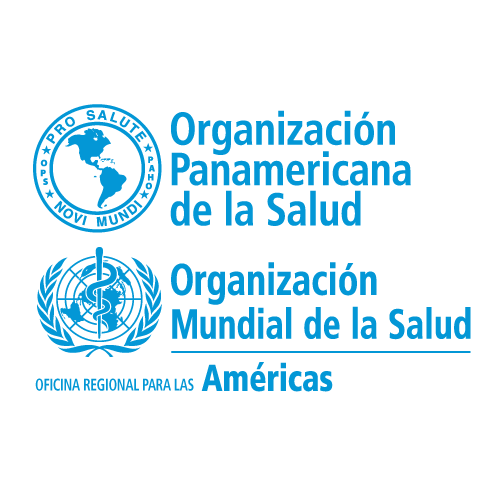 PRO SALUTE
OPS
PAHO
NOVI MUNDI
Organización
Panamericana
de la Salud
Organización
Mundial de la Salud
OFICINA REGIONAL PARA LAS Américas